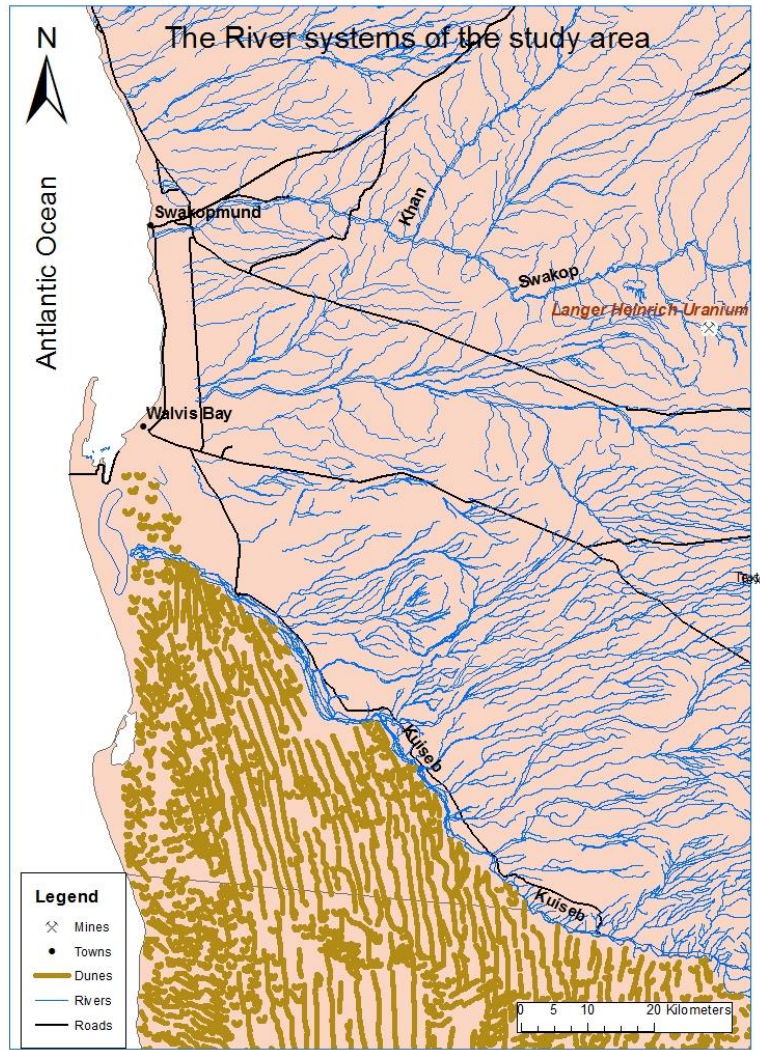 The River systems of the study area
N
Antlantic Ocean
Swakopmund
Khan
Swakop
Langer Heinrich Uranium
Walvis Bay
Kuiseb
Kuiseb
Legend
Mines
Towns
Dunes
Rivers
Roads
0 5 10 20 Kilometers